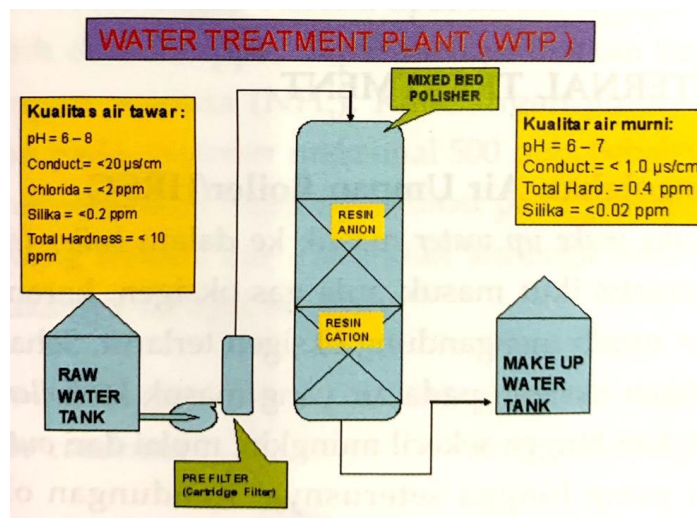 WATER TREATMENT PLANT ( WTP )
MIXED BED
POLISHER
Kualitas air tawar :
pH = 6 – 8
Conduct.= <20 µs/cm
Chlorida = <2 ppm
Silika = <0.2 ppm
Total Hardness = < 10
ppm
Kualitar air murni :
pH = 6 – 7
Conduct.= < 1.0 µs/cm
Total Hard. = 0.4 ppm
Silika = <0.02 ppm
RESIN
ANION
RESIN
CATION
RAW
WATER
TANK
MAKE UP
WATER
TANK
PRE FILTER
(Cartridge Filter)